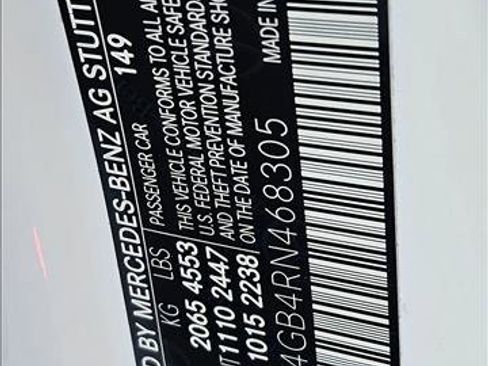 D BY MERCEDES-BENZ AG STUTT
149
KG LBS
2065 4553
1110 2447
1015 2238
PASSENGER CAR
THIS VEHICLE CONFORMS TO ALL
U.S. FEDERAL MOTOR VEHICLE SAFE
AND THEFT PREVENTION STANDARD
ON THE DATE OF MANUFACTURE SH
MADE IN
4GB4RN468305